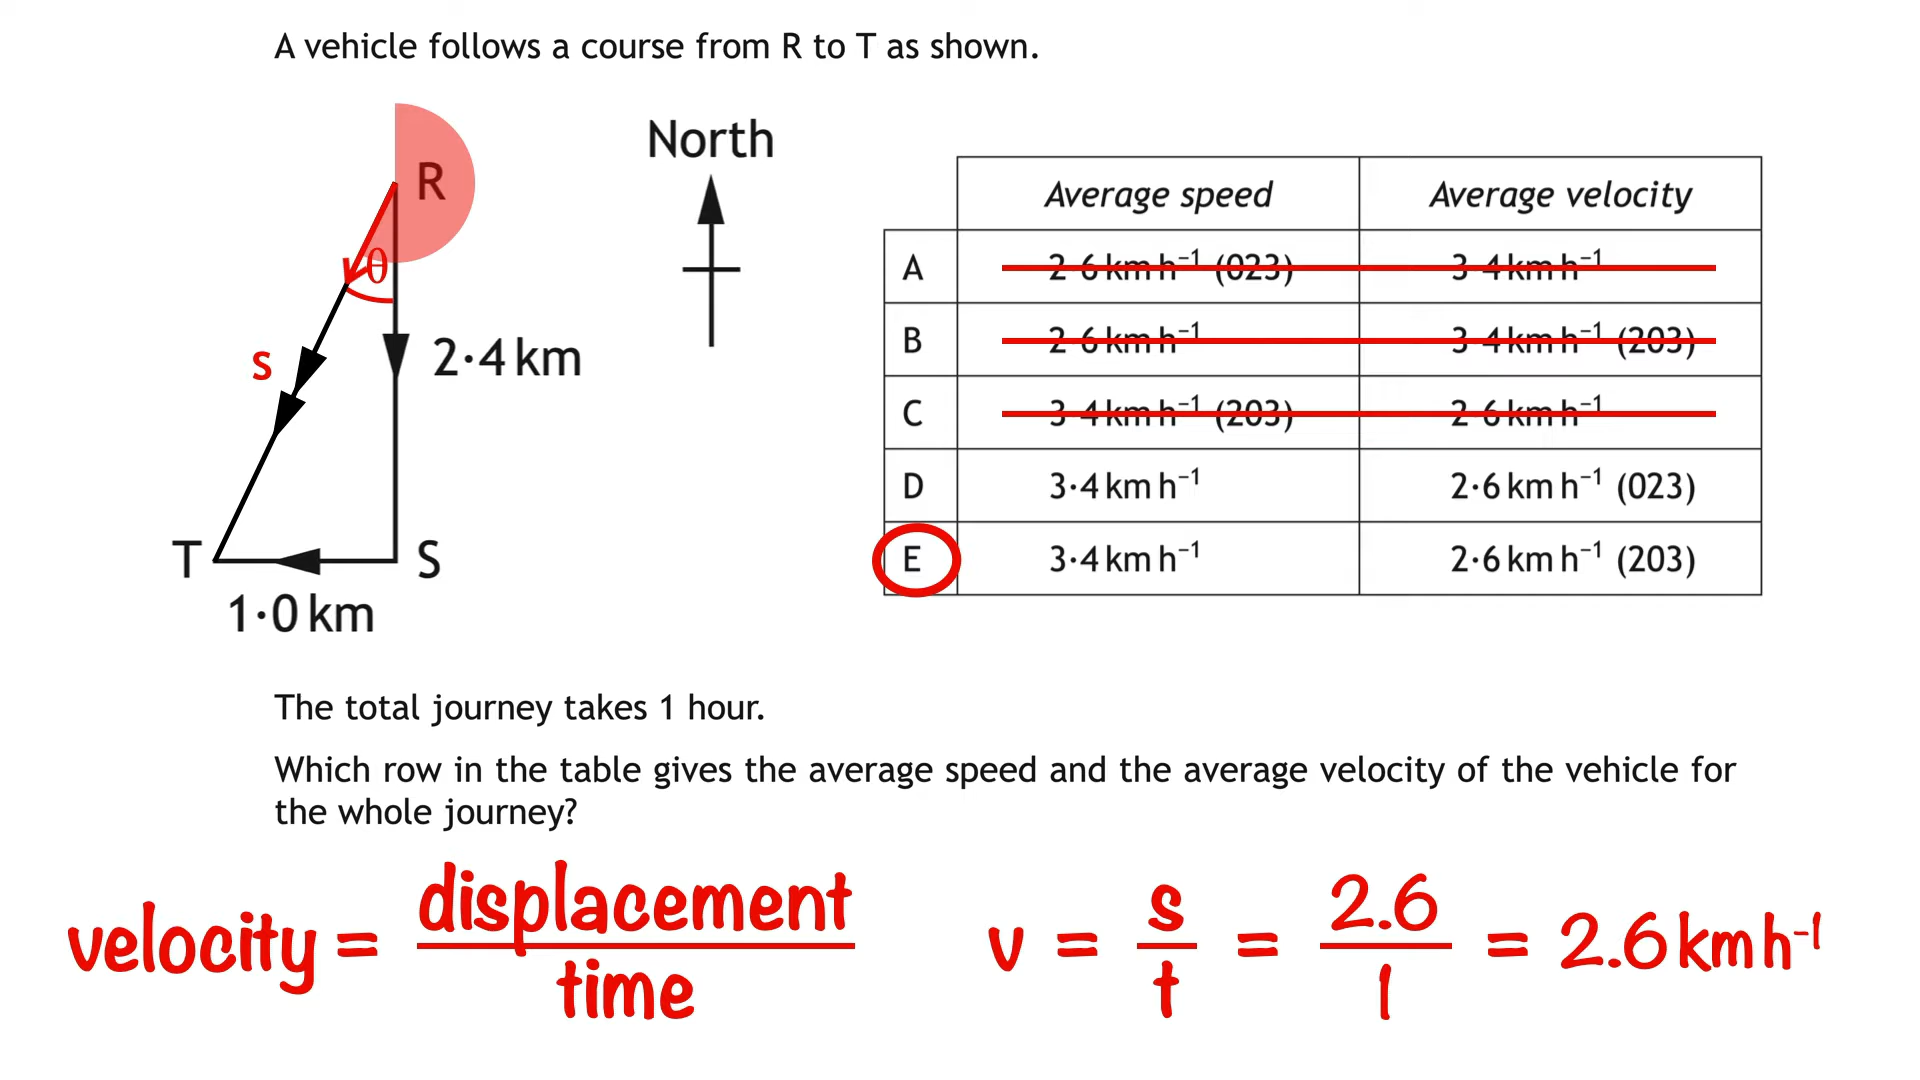 A vehicle follows a course from R to T as shown.
R
North
θ
s
2·4 km
T
S
1·0 km
Average speed Average velocity
A 2·6 km h⁻¹ (023) 3·4 km h⁻¹
B 2·6 km h⁻¹ 3·4 km h⁻¹ (203)
C 3·4 km h⁻¹ (203) 2·6 km h⁻¹
D 3·4 km h⁻¹ 2·6 km h⁻¹ (023)
E 3·4 km h⁻¹ 2·6 km h⁻¹ (203)
The total journey takes 1 hour.
Which row in the table gives the average speed and the average velocity of the vehicle for
the whole journey?
velocity = displacement / time
v = s / t = 2.6 / 1 = 2.6 km h⁻¹